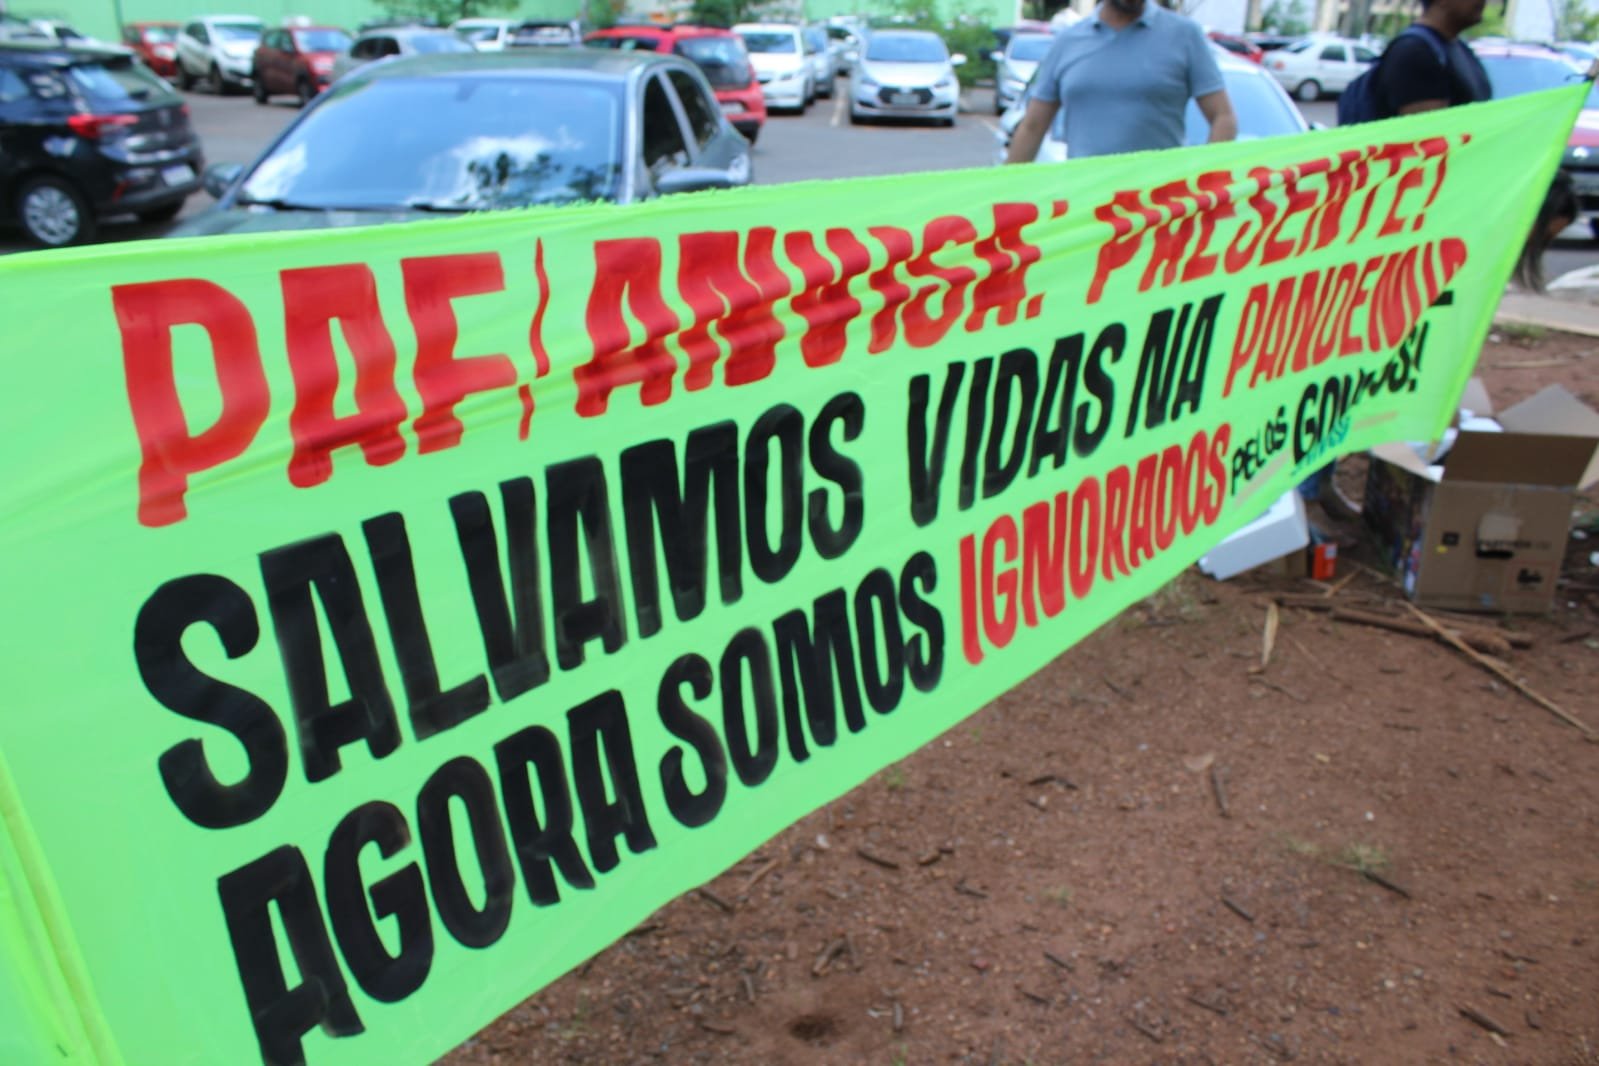 PAF/ANVISA: PRESENTE!
SALVAMOS VIDAS NA PANDEMIA
AGORA SOMOS IGNORADOS PELOS